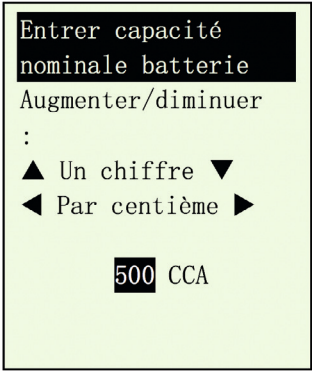 Entrer capacité
nominale batterie
Augmenter/diminuer
:
▲ Un chiffre ▼
◀ Par centième ▶
500 CCA